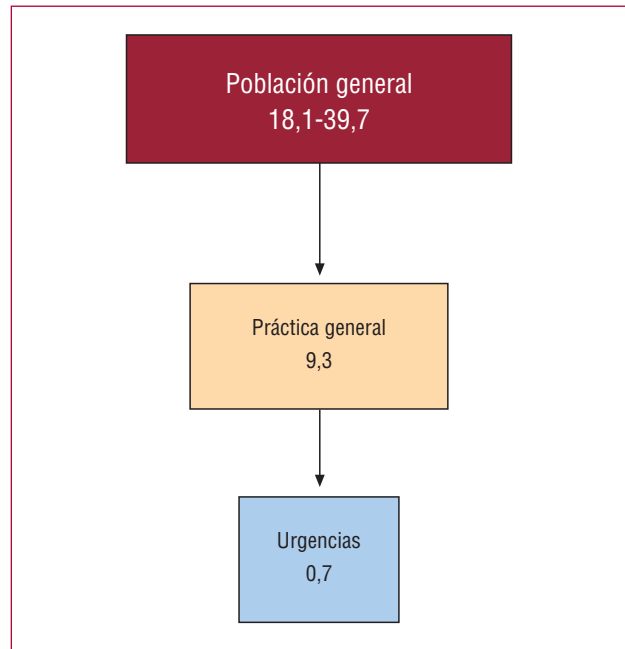 Población general
18,1-39,7
Práctica general
9,3
Urgencias
0,7